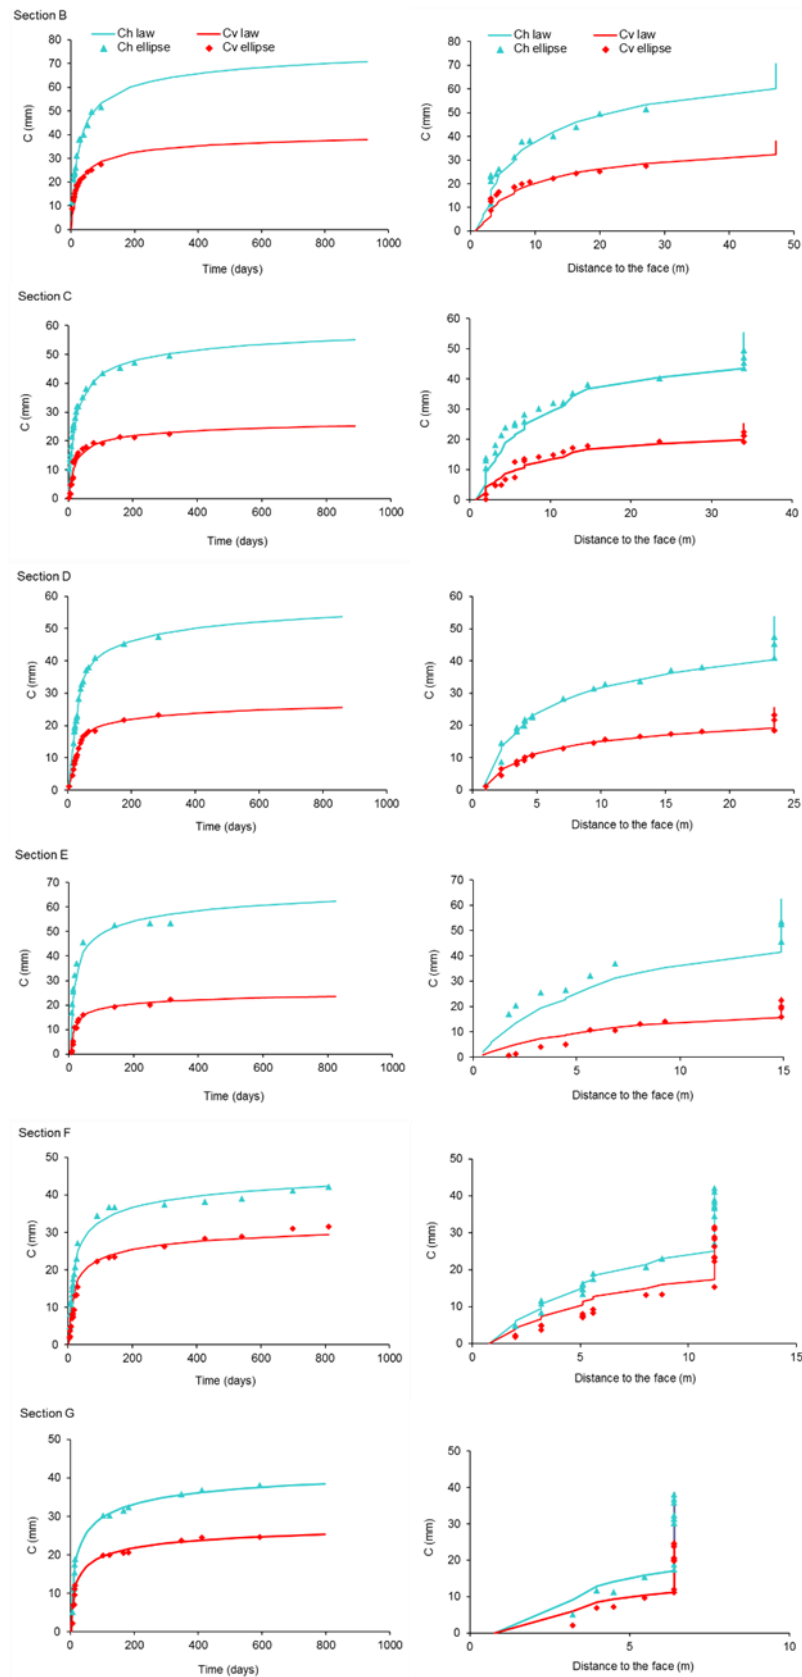 Section B
Ch law Cv law
Ch ellipse Cv ellipse
80
70
60
50
40
30
20
10
0
C (mm)
0 200 400 600 800 1000
Time (days)
Ch law Cv law
Ch ellipse Cv ellipse
80
70
60
50
40
30
20
10
0
C (mm)
0 10 20 30 40 50
Distance to the face (m)
Section C
60
50
40
30
20
10
0
C (mm)
0 200 400 600 800 1000
Time (days)
60
50
40
30
20
10
0
C (mm)
0 10 20 30 40
Distance to the face (m)
Section D
60
50
40
30
20
10
0
C (mm)
0 200 400 600 800 1000
Time (days)
60
50
40
30
20
10
0
C (mm)
0 5 10 15 20 25
Distance to the face (m)
Section E
70
60
50
40
30
20
10
0
C (mm)
0 200 400 600 800 1000
Time (days)
70
60
50
40
30
20
10
0
C (mm)
0 5 10 15
Distance to the face (m)
Section F
50
40
30
20
10
0
C (mm)
0 200 400 600 800 1000
Time (days)
50
40
30
20
10
0
C (mm)
0 5 10 15
Distance to the face (m)
Section G
50
40
30
20
10
0
C (mm)
0 200 400 600 800 1000
Time (days)
50
40
30
20
10
0
C (mm)
0 5 10
Distance to the face (m)